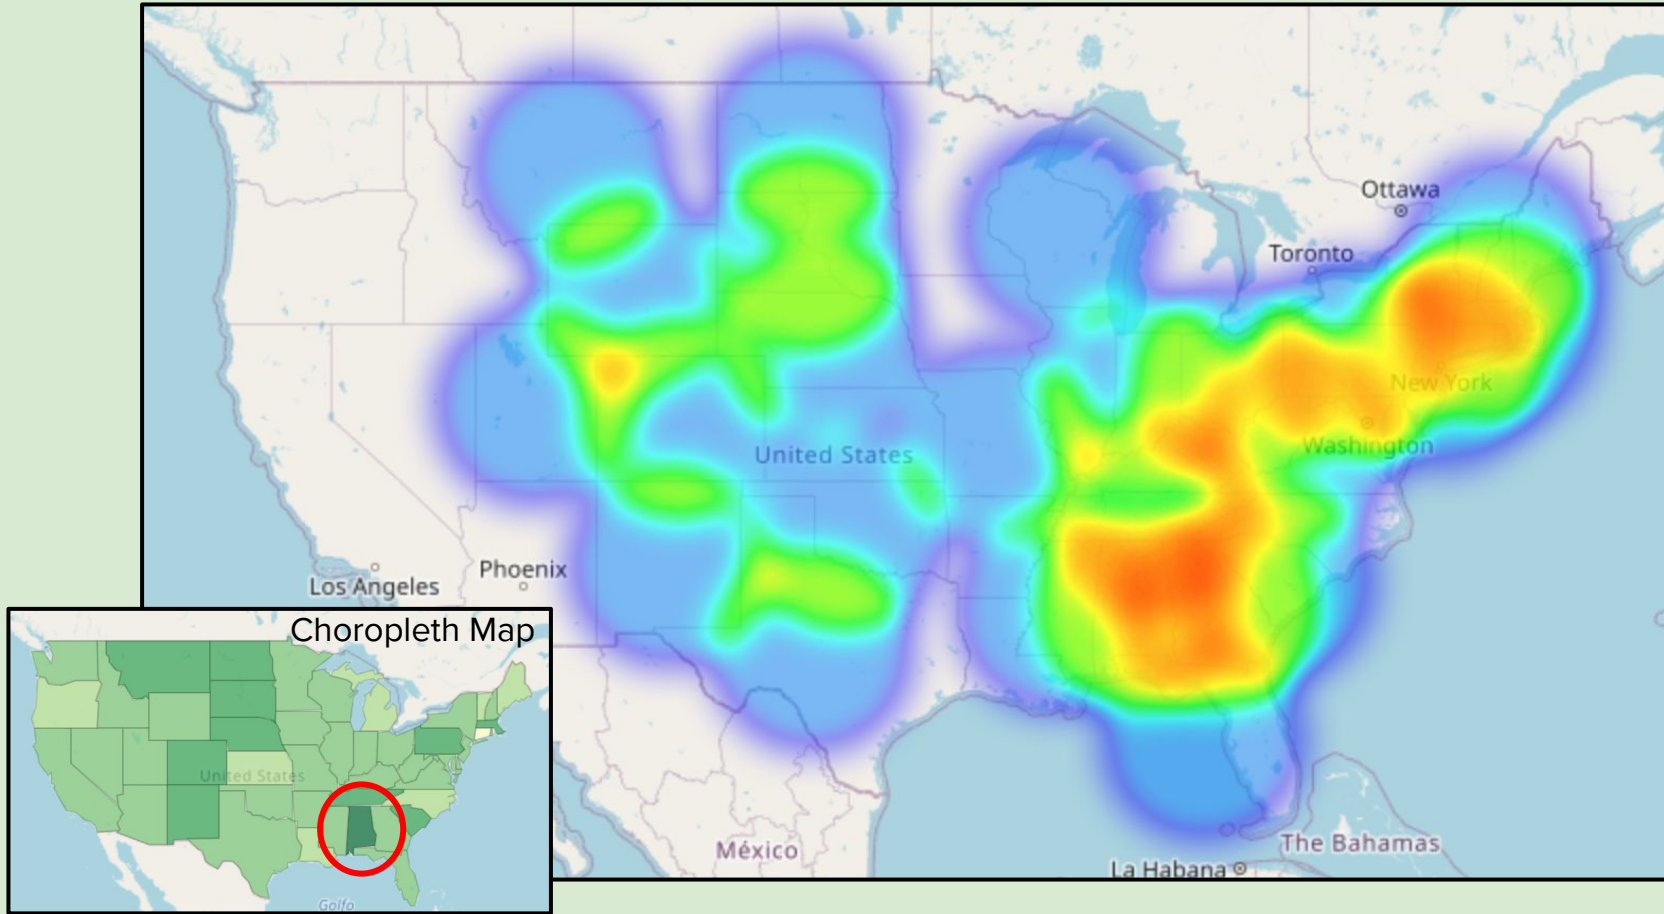 Ottawa
Toronto
New York
Washington
United States
Phoenix
Los Angeles
México
The Bahamas
La Habana
Choropleth Map
United States
Golfo